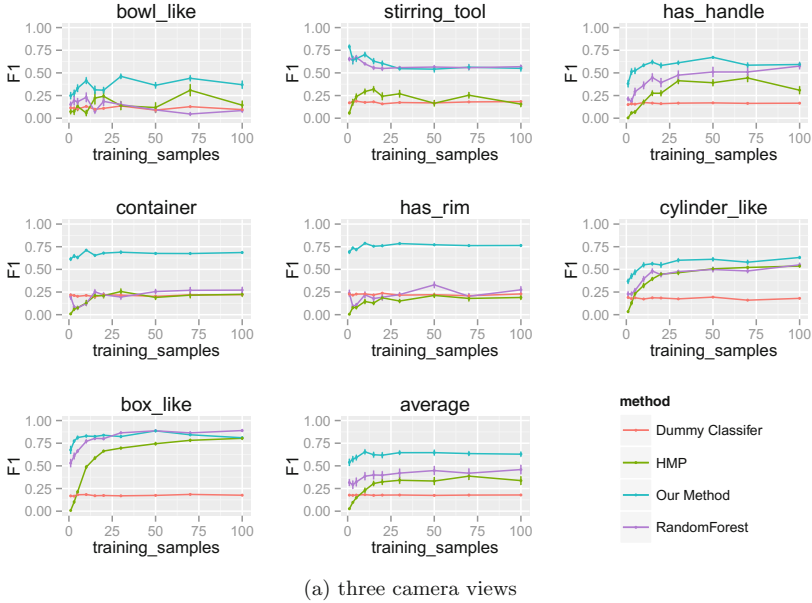 bowl_like
stirring_tool
has_handle
F1
1.00
0.75
0.50
0.25
0.00
1.00
0.75
0.50
0.25
0.00
1.00
0.75
0.50
0.25
0.00
0 25 50 75 100
0 25 50 75 100
0 25 50 75 100
training_samples
training_samples
training_samples
container
has_rim
cylinder_like
F1
1.00
0.75
0.50
0.25
0.00
F1
1.00
0.75
0.50
0.25
0.00
F1
1.00
0.75
0.50
0.25
0.00
0 25 50 75 100
0 25 50 75 100
0 25 50 75 100
training_samples
training_samples
training_samples
box_like
average
F1
1.00
0.75
0.50
0.25
0.00
F1
1.00
0.75
0.50
0.25
0.00
0 25 50 75 100
0 25 50 75 100
training_samples
training_samples
method
Dummy Classifer
HMP
Our Method
RandomForest
(a) three camera views